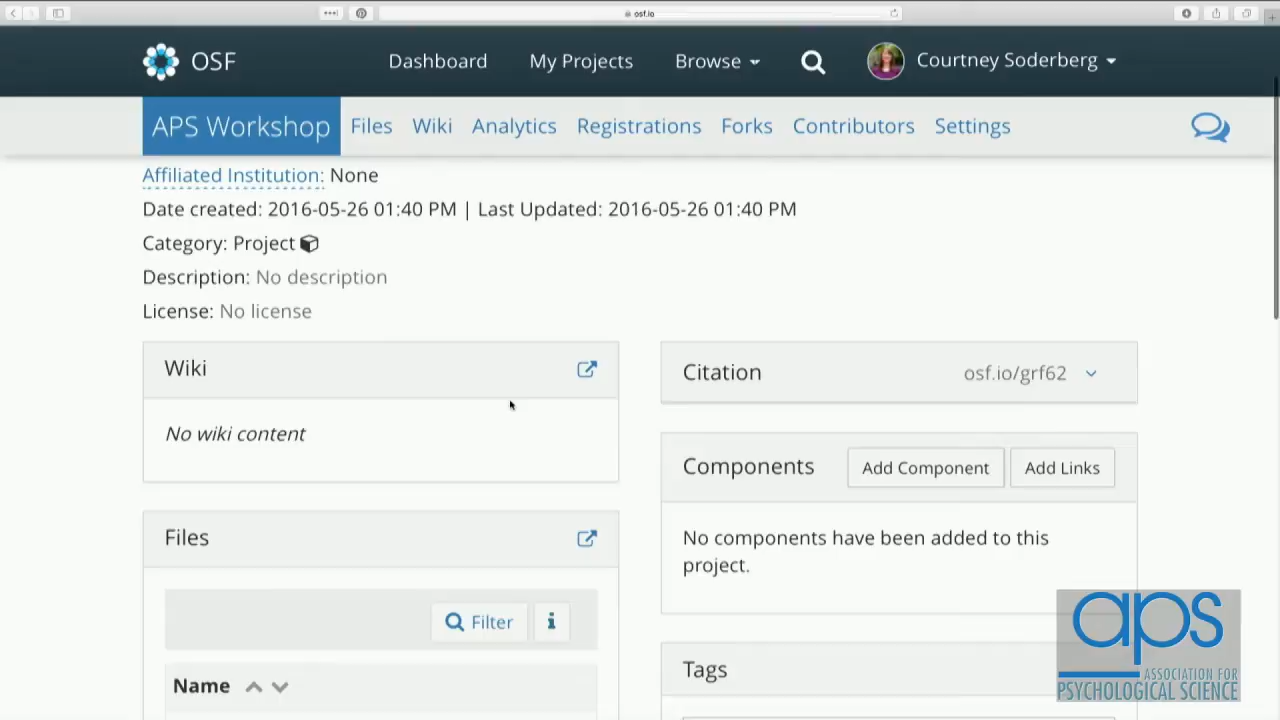 osf.io
OSF Dashboard My Projects Browse Courtney Soderberg
APS Workshop Files Wiki Analytics Registrations Forks Contributors Settings
Affiliated Institution: None
Date created: 2016-05-26 01:40 PM | Last Updated: 2016-05-26 01:40 PM
Category: Project
Description: No description
License: No license
Wiki
No wiki content
Files
Filter
Name
Citation osf.io/grf62
Components Add Component Add Links
No components have been added to this
project.
Tags
aps
ASSOCIATION FOR
PSYCHOLOGICAL SCIENCE